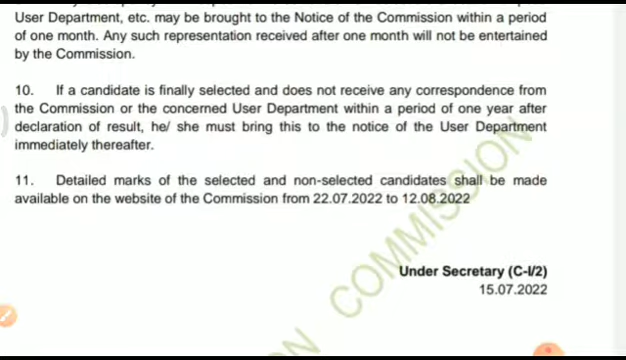 User Department, etc. may be brought to the Notice of the Commission within a period
of one month. Any such representation received after one month will not be entertained
by the Commission.
10. If a candidate is finally selected and does not receive any correspondence from
the Commission or the concerned User Department within a period of one year after
declaration of result, he/ she must bring this to the notice of the User Department
immediately thereafter.
11. Detailed marks of the selected and non-selected candidates shall be made
available on the website of the Commission from 22.07.2022 to 12.08.2022
COMMISSION
Under Secretary (C-I/2)
15.07.2022